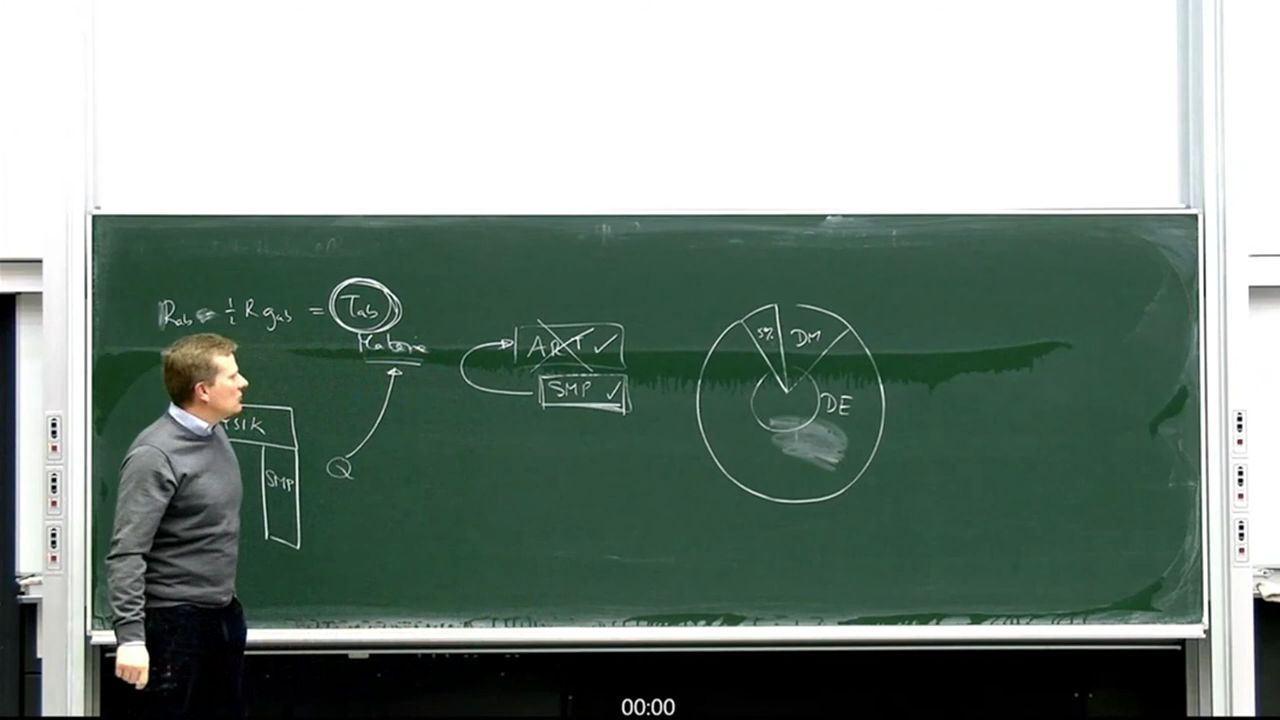 R_ab - 1/2 R g_ab = T_ab
Materie
ART ✓
SMP ✓
5% DM
DE
SIK
SMP
Q
00:00